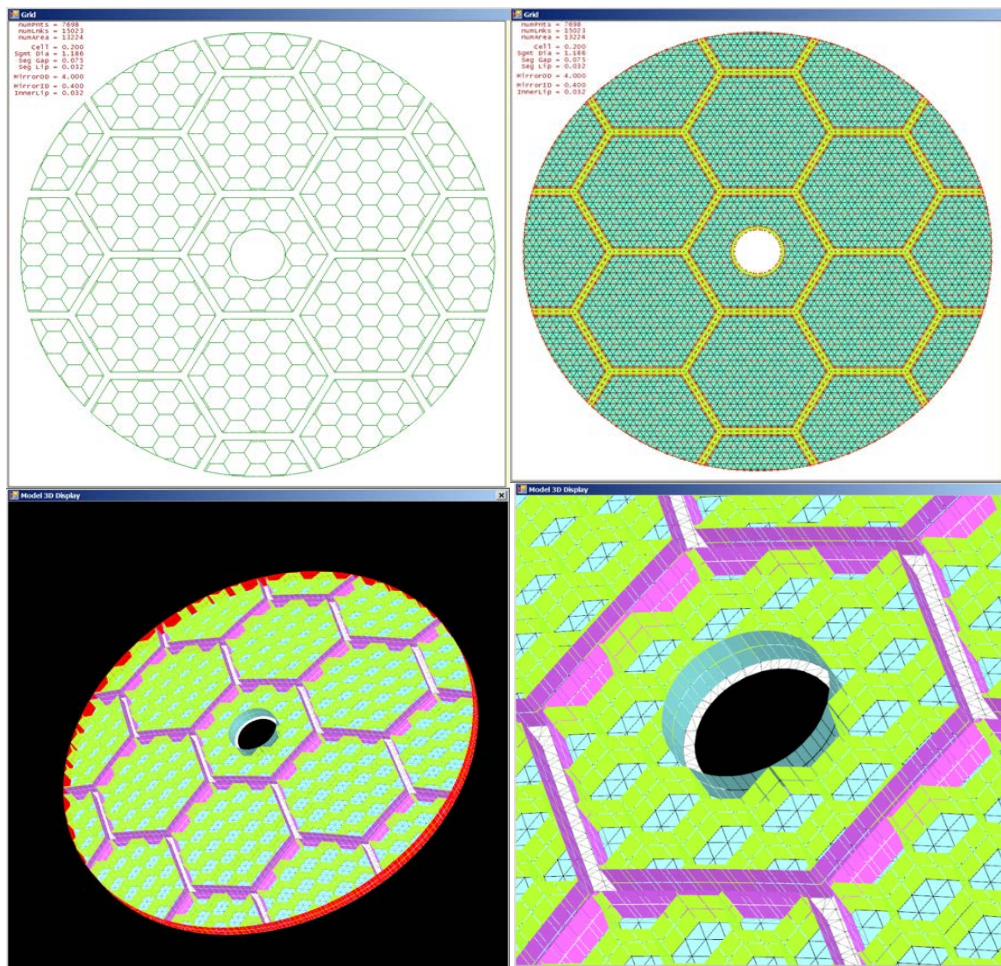 Grid
numPnts = 7698
numLnks = 15023
numArea = 13224
Cell = 0.200
Sgmt Dia = 1.186
Seg Gap = 0.075
Seg Lip = 0.032
MirrorOD = 4.000
MirrorID = 0.400
InnerLip = 0.032
Grid
numPnts = 7698
numLnks = 15023
numArea = 13224
Cell = 0.200
Sgmt Dia = 1.186
Seg Gap = 0.075
Seg Lip = 0.032
MirrorOD = 4.000
MirrorID = 0.400
InnerLip = 0.032
Model 3D Display
Model 3D Display